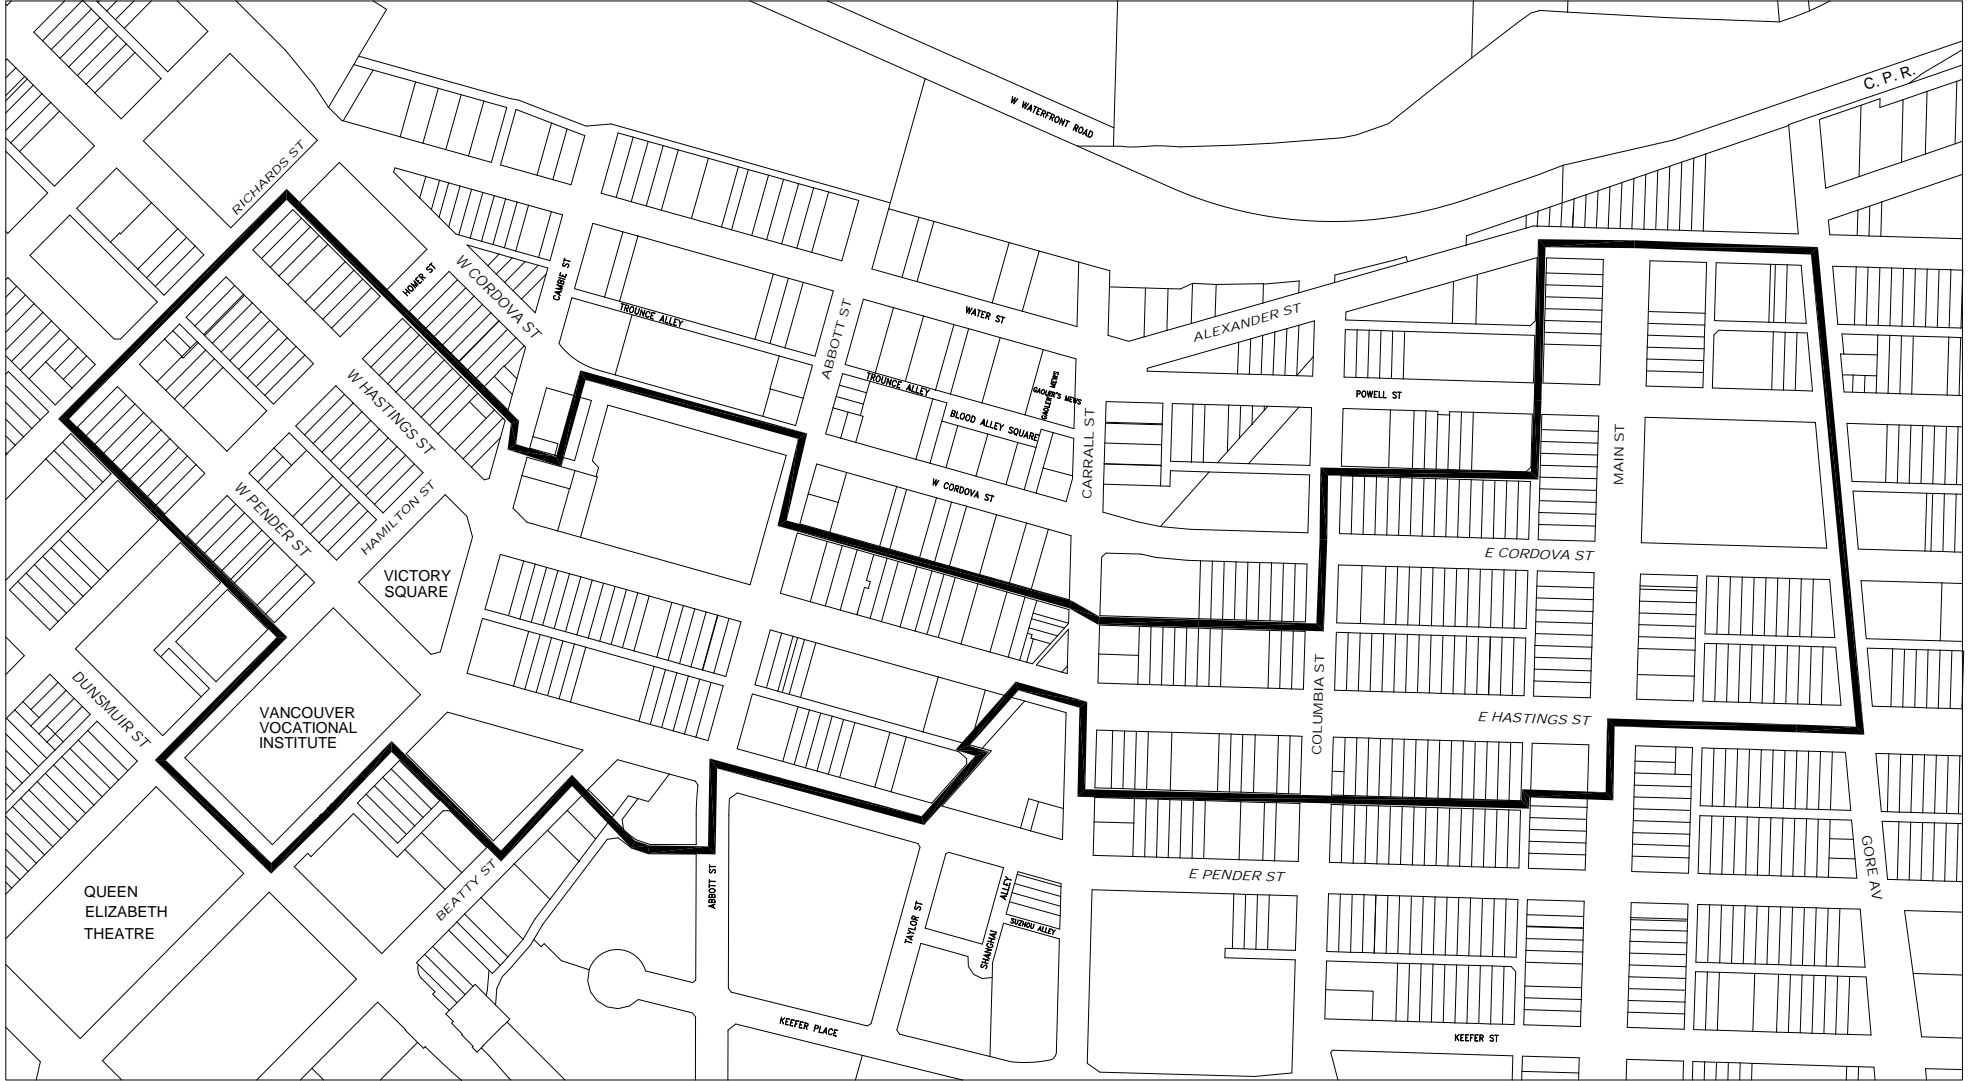 C. P. R.
W WATERFRONT ROAD
RICHARDS ST
HOMER ST
W CORDOVA ST
CAMBIE ST
TROUNCE ALLEY
ABBOTT ST
WATER ST
ALEXANDER ST
TROUNCE ALLEY
GAOLER'S MEWS
GAOLER'S MEWS
BLOOD ALLEY SQUARE
CARRALL ST
POWELL ST
MAIN ST
W HASTINGS ST
W CORDOVA ST
W PENDER ST
HAMILTON ST
E CORDOVA ST
VICTORY
SQUARE
DUNSMUIR ST
VANCOUVER
VOCATIONAL
INSTITUTE
COLUMBIA ST
E HASTINGS ST
QUEEN
ELIZABETH
THEATRE
BEATTY ST
ABBOTT ST
TAYLOR ST
SHANGHAI
ALLEY
SUZHOU ALLEY
E PENDER ST
GORE AV
KEEFER PLACE
KEEFER ST